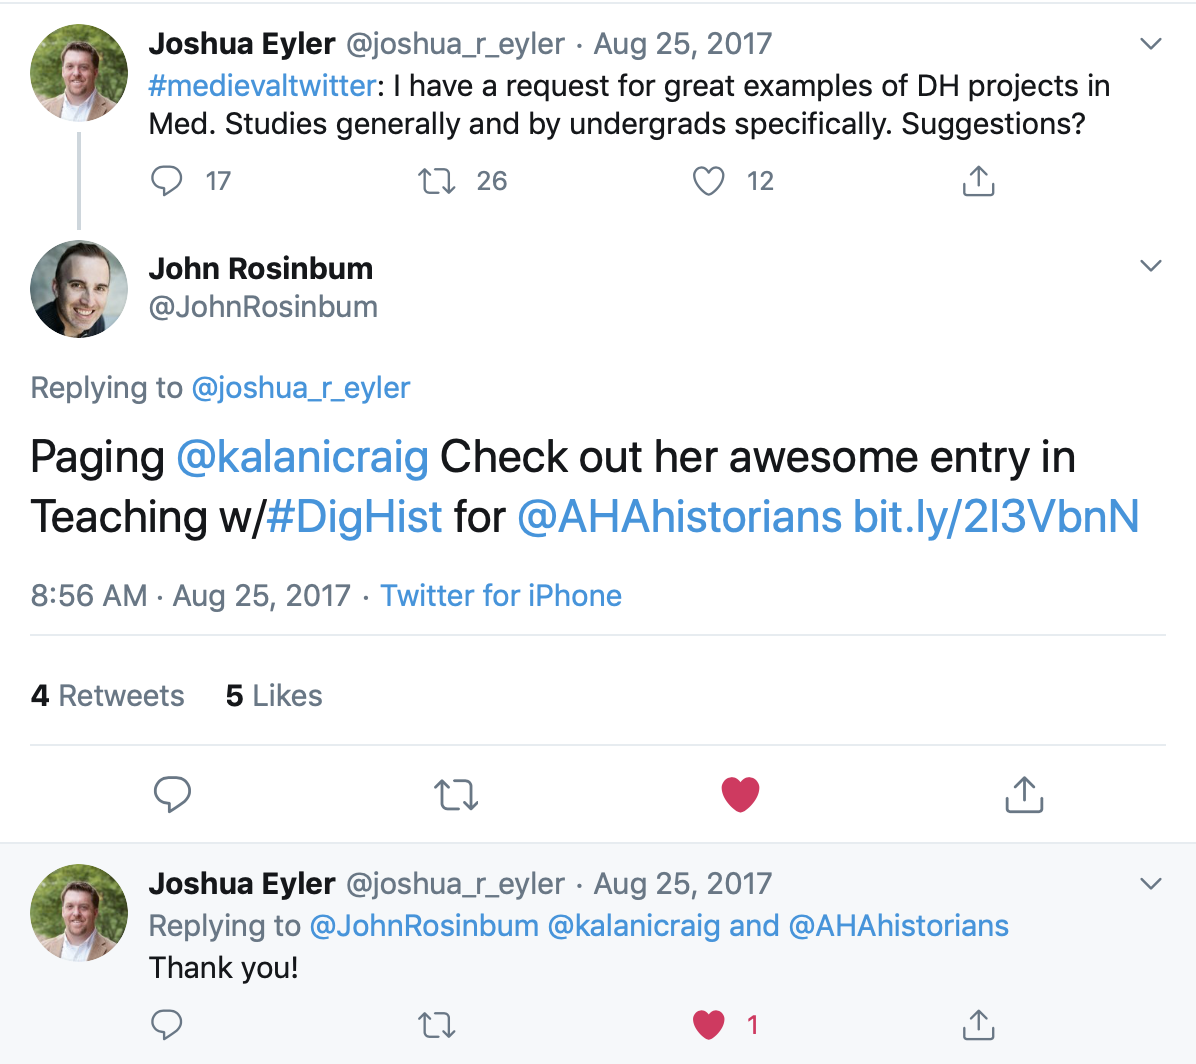 Joshua Eyler @joshua_r_eyler · Aug 25, 2017
#medievaltwitter: I have a request for great examples of DH projects in
Med. Studies generally and by undergrads specifically. Suggestions?
17 26 12
John Rosinbum
@JohnRosinbum
Replying to @joshua_r_eyler
Paging @kalanicraig Check out her awesome entry in
Teaching w/#DigHist for @AHAhistorians bit.ly/2l3VbnN
8:56 AM · Aug 25, 2017 · Twitter for iPhone
4 Retweets 5 Likes
Joshua Eyler @joshua_r_eyler · Aug 25, 2017
Replying to @JohnRosinbum @kalanicraig and @AHAhistorians
Thank you!
1